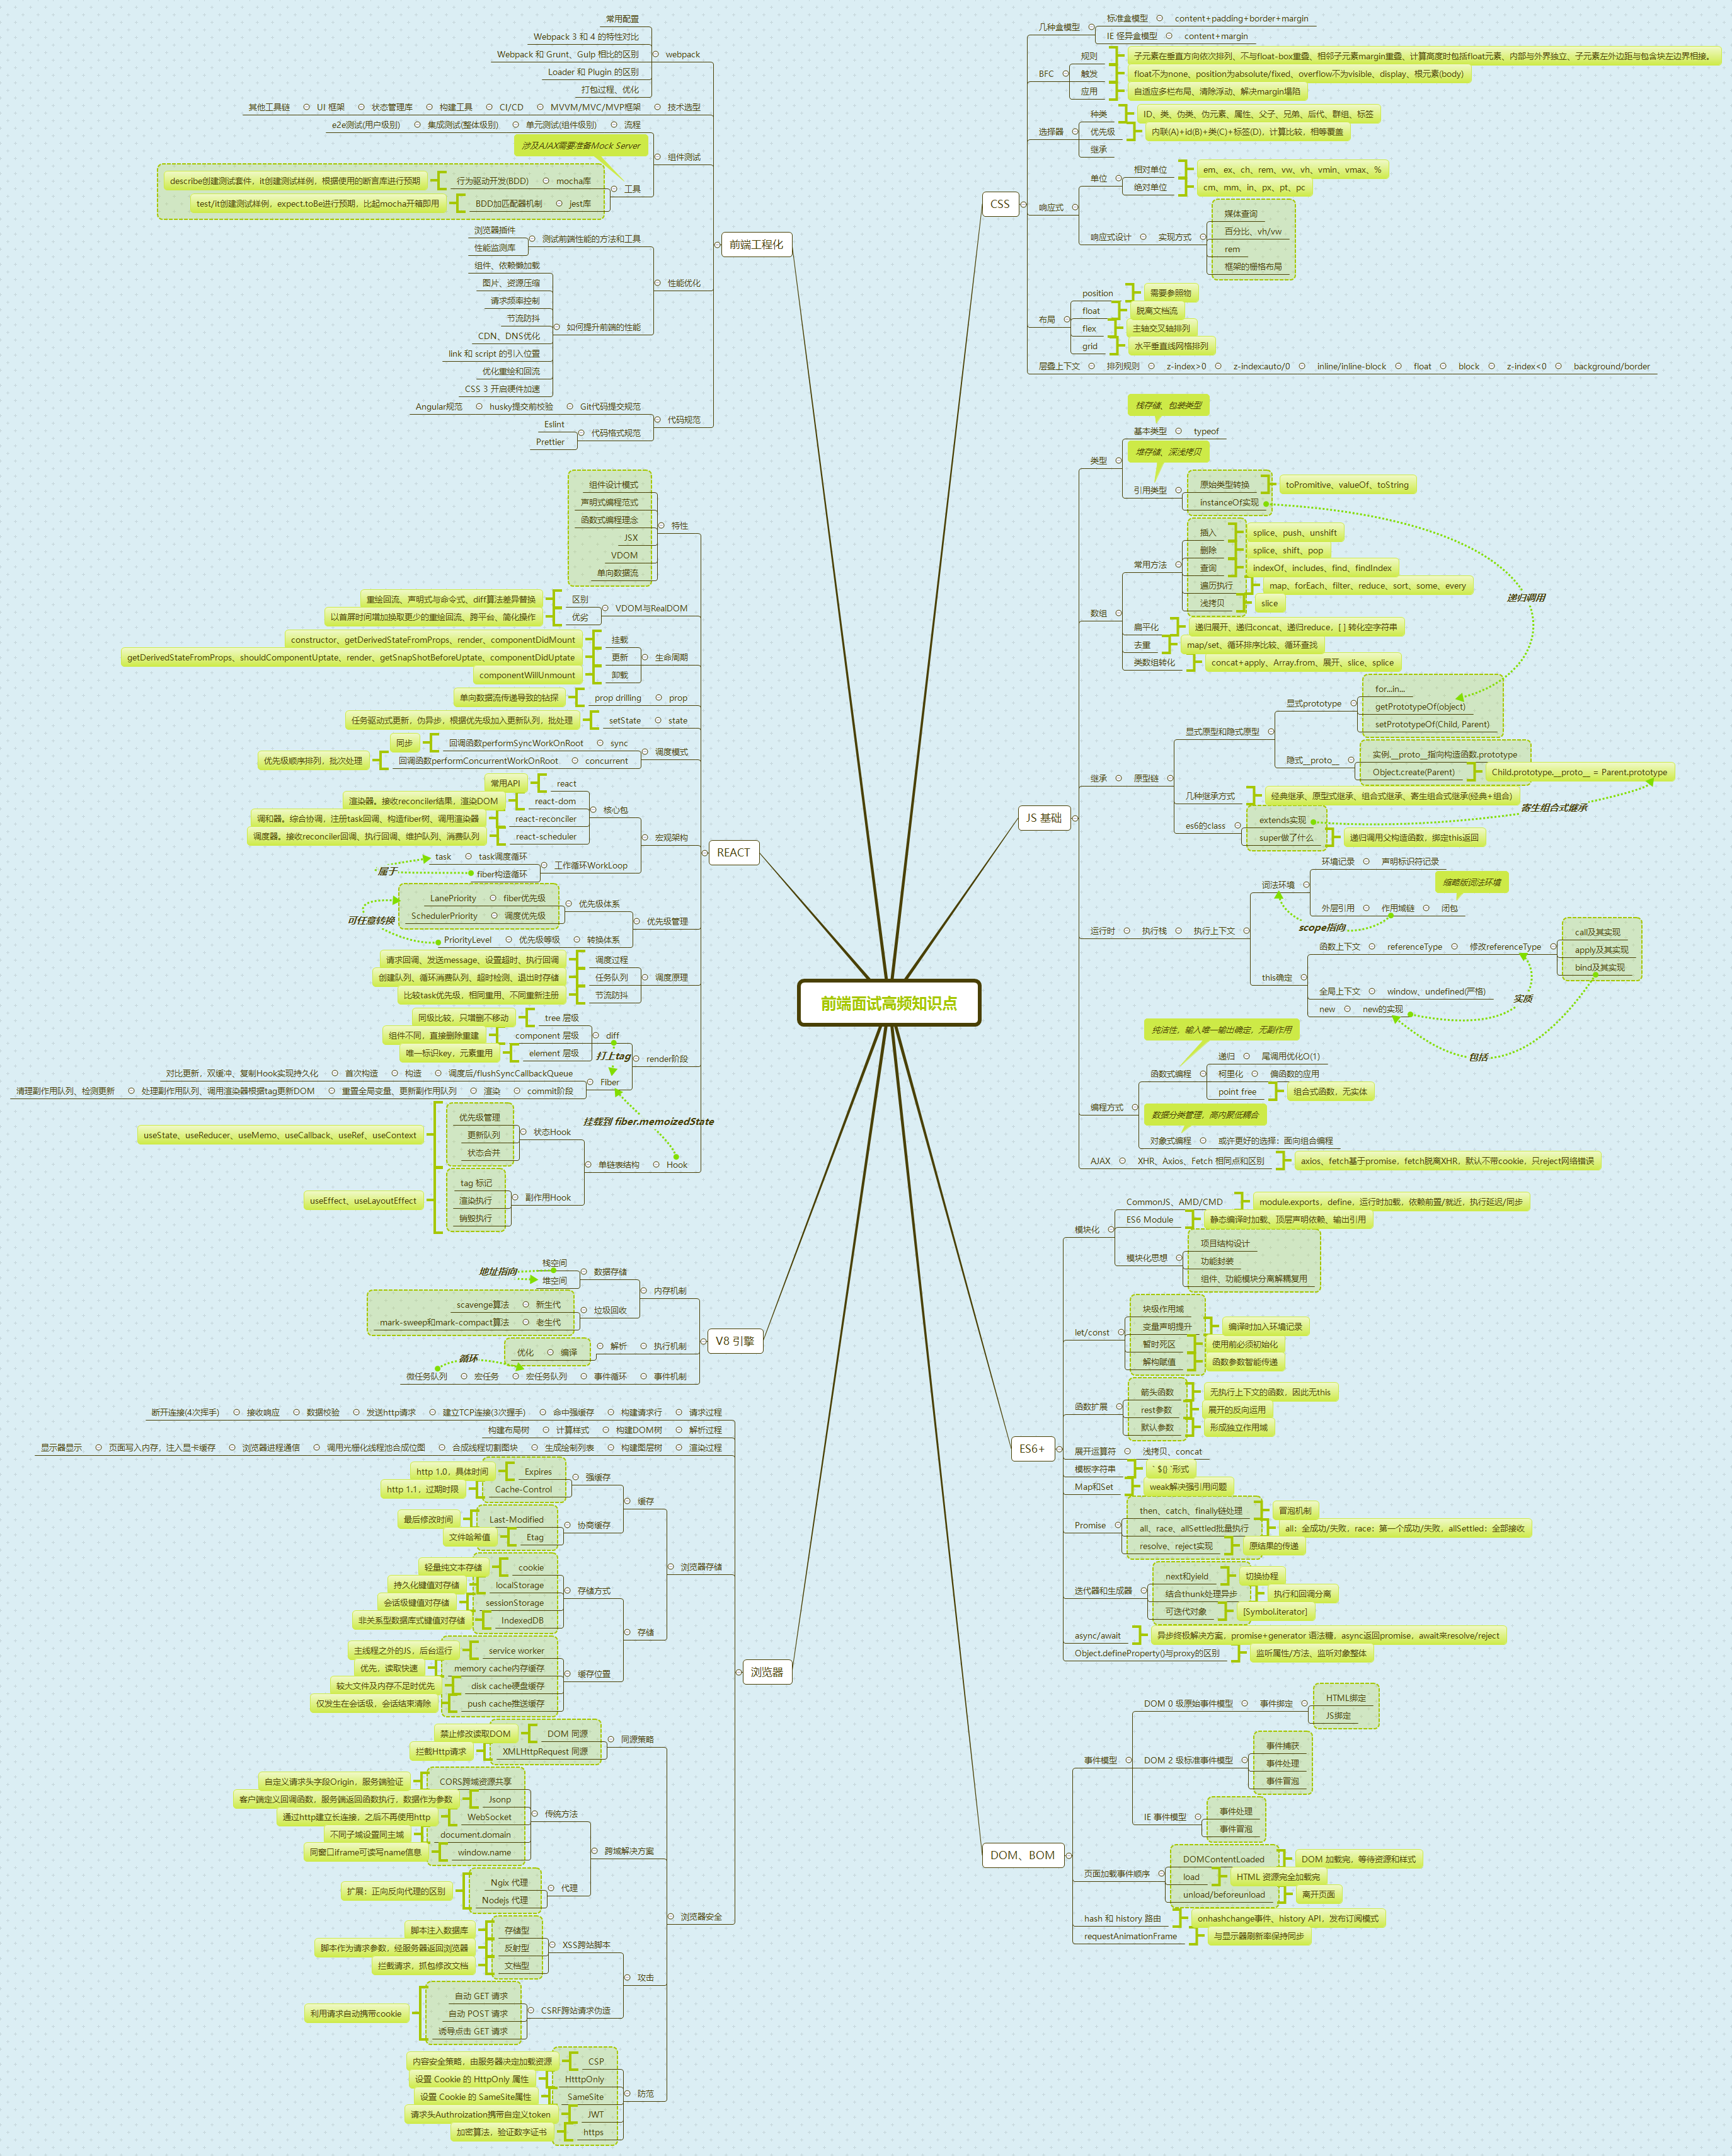 前端面试高频知识点
前端工程化
webpack
常用配置
Webpack 3 和 4 的特性对比
Webpack 和 Grunt、Gulp 相比的区别
Loader 和 Plugin 的区别
打包过程、优化
技术选型
MVVM/MVC/MVP框架
CI/CD
构建工具
状态管理库
UI 框架
其他工具链
组件测试
流程
单元测试(组件级别)
集成测试(整体级别)
e2e测试(用户级别)
涉及AJAX需要准备Mock Server
工具
mocha库
行为驱动开发(BDD)
describe创建测试套件，it创建测试样例，根据使用的断言库进行预期
jest库
BDD加匹配器机制
test/it创建测试样例，expect.toBe进行预期，比起mocha开箱即用
性能优化
测试前端性能的方法和工具
浏览器插件
性能监测库
如何提升前端的性能
组件、依赖懒加载
图片、资源压缩
请求频率控制
节流防抖
CDN、DNS优化
link 和 script 的引入位置
优化重绘和回流
CSS 3 开启硬件加速
代码规范
Git代码提交规范
husky提交前校验
Angular规范
代码格式规范
Eslint
Prettier
REACT
特性
组件设计模式
声明式编程范式
函数式编程理念
JSX
VDOM
单向数据流
VDOM与RealDOM
区别
重绘回流、声明式与命令式、diff算法差异替换
优劣
以首屏时间增加换取更少的重绘回流、跨平台、简化操作
生命周期
挂载
constructor、getDerivedStateFromProps、render、componentDidMount
更新
getDerivedStateFromProps、shouldComponentUptate、render、getSnapShotBeforeUptate、componentDidUptate
卸载
componentWillUnmount
prop
prop drilling
单向数据流传递导致的钻探
state
setState
任务驱动式更新，伪异步，根据优先级加入更新队列，批处理
调度模式
sync
回调函数performSyncWorkOnRoot
同步
concurrent
回调函数performConcurrentWorkOnRoot
优先级顺序排列，批次处理
宏观架构
核心包
react
常用API
react-dom
渲染器。接收reconciler结果，渲染DOM
react-reconciler
调和器。综合协调，注册task回调、构造fiber树、调用渲染器
react-scheduler
调度器。接收reconciler回调、执行回调、维护队列、消费队列
工作循环WorkLoop
task调度循环
task
fiber构造循环
属于
优先级管理
优先级体系
fiber优先级
LanePriority
调度优先级
SchedulerPriority
转换体系
优先级等级
PriorityLevel
可任意转换
调度原理
调度过程
请求回调、发送message、设置超时、执行回调
任务队列
创建队列、循环消费队列、超时检测、退出时存储
节流防抖
比较task优先级，相同重用、不同重新注册
render阶段
diff
tree 层级
同级比较，只增删不移动
component 层级
组件不同，直接删除重建
element 层级
唯一标识key，元素重用
打上tag
Fiber
调度后/flushSyncCallbackQueue
构造
首次构造
对比更新，双缓冲、复制Hook实现持久化
commit阶段
渲染
重置全局变量、更新副作用队列
处理副作用队列、调用渲染器根据tag更新DOM
清理副作用队列、检测更新
挂载到 fiber.memoizedState
Hook
单链表结构
状态Hook
优先级管理
更新队列
状态合并
useState、useReducer、useMemo、useCallback、useRef、useContext
副作用Hook
tag 标记
渲染执行
销毁执行
useEffect、useLayoutEffect
V8 引擎
内存机制
数据存储
栈空间
堆空间
地址指向
垃圾回收
新生代
scavenge算法
老生代
mark-sweep和mark-compact算法
执行机制
解析
编译
优化
事件机制
事件循环
宏任务队列
宏任务
微任务队列
循环
浏览器
请求过程
构建请求行
命中强缓存
建立TCP连接(3次握手)
发送http请求
数据校验
接收响应
断开连接(4次挥手)
解析过程
构建DOM树
计算样式
构建布局树
渲染过程
构建图层树
生成绘制列表
合成线程切割图块
调用光栅化线程池合成位图
浏览器进程通信
页面写入内存，注入显卡缓存
显示器显示
浏览器存储
缓存
强缓存
Expires
http 1.0，具体时间
Cache-Control
http 1.1，过期时限
协商缓存
Last-Modified
最后修改时间
Etag
文件哈希值
存储
存储方式
cookie
轻量纯文本存储
localStorage
持久化键值对存储
sessionStorage
会话级键值对存储
IndexedDB
非关系型数据库式键值对存储
缓存位置
service worker
主线程之外的JS，后台运行
memory cache内存缓存
优先，读取快速
disk cache硬盘缓存
较大文件及内存不足时优先
push cache推送缓存
仅发生在会话级，会话结束清除
浏览器安全
同源策略
DOM 同源
禁止修改读取DOM
XMLHttpRequest 同源
拦截Http请求
跨域解决方案
传统方法
CORS跨域资源共享
自定义请求头字段Origin，服务端验证
Jsonp
客户端定义回调函数，服务端返回函数执行，数据作为参数
WebSocket
通过http建立长连接，之后不再使用http
document.domain
不同子域设置同主域
window.name
同窗口iframe可读写name信息
代理
Ngix 代理
Nodejs 代理
扩展：正向反向代理的区别
攻击
XSS跨站脚本
存储型
脚本注入数据库
反射型
脚本作为请求参数，经服务器返回浏览器
文档型
拦截请求，抓包修改文档
CSRF跨站请求伪造
自动 GET 请求
自动 POST 请求
诱导点击 GET 请求
利用请求自动携带cookie
防范
CSP
内容安全策略，由服务器决定加载资源
HtttpOnly
设置 Cookie 的 HttpOnly 属性
SameSite
设置 Cookie 的 SameSite属性
JWT
请求头Authroization携带自定义token
https
加密算法，验证数字证书
CSS
几种盒模型
标准盒模型
content+padding+border+margin
IE 怪异盒模型
content+margin
BFC
规则
子元素在垂直方向依次排列、不与float-box重叠、相邻子元素margin重叠、计算高度时包括float元素、内部与外界独立、子元素左外边距与包含块左边界相接。
触发
float不为none、position为absolute/fixed、overflow不为visible、display、根元素(body)
应用
自适应多栏布局、清除浮动、解决margin塌陷
选择器
种类
ID、类、伪类、伪元素、属性、父子、兄弟、后代、群组、标签
优先级
内联(A)+id(B)+类(C)+标签(D)，计算比较，相等覆盖
继承
响应式
单位
相对单位
em、ex、ch、rem、vw、vh、vmin、vmax、%
绝对单位
cm、mm、in、px、pt、pc
响应式设计
实现方式
媒体查询
百分比、vh/vw
rem
框架的栅格布局
布局
position
需要参照物
float
脱离文档流
flex
主轴交叉轴排列
grid
水平垂直线网格排列
层叠上下文
排列规则
z-index>0
z-index:auto/0
inline/inline-block
float
block
z-index<0
background/border
JS 基础
类型
栈存储、包装类型
基本类型
typeof
堆存储、深浅拷贝
引用类型
原始类型转换
toPromitive、valueOf、toString
instanceOf实现
递归调用
数组
常用方法
插入
splice、push、unshift
删除
splice、shift、pop
查询
indexOf、includes、find、findIndex
遍历执行
map、forEach、filter、reduce、sort、some、every
浅拷贝
slice
扁平化
递归展开、递归concat、递归reduce，[ ] 转化空字符串
去重
map/set、循环排序比较、循环查找
类数组转化
concat+apply、Array.from、展开、slice、splice
继承
原型链
显式原型和隐式原型
显式prototype
for...in...
getPrototypeOf(object)
setPrototypeOf(Child, Parent)
隐式__proto__
实例.__proto__指向构造函数.prototype
Object.create(Parent)
Child.prototype.__proto__ = Parent.prototype
几种继承方式
经典继承、原型式继承、组合式继承、寄生组合式继承(经典+组合)
寄生组合式继承
es6的class
extends实现
super做了什么
递归调用父构造函数，绑定this返回
运行时
执行栈
执行上下文
词法环境
环境记录
声明标识符记录
外层引用
作用域链
闭包
缩略版词法环境
scope指向
this确定
函数上下文
referenceType
修改referenceType
call及其实现
apply及其实现
bind及其实现
全局上下文
window、undefined(严格)
new
new的实现
实质
包括
编程方式
纯洁性，输入唯一输出确定，无副作用
函数式编程
递归
尾调用优化O(1)
柯里化
偏函数的应用
point free
组合式函数，无实体
数据分类管理，高内聚低耦合
对象式编程
或许更好的选择：面向组合编程
AJAX
XHR、Axios、Fetch 相同点和区别
axios、fetch基于promise，fetch脱离XHR，默认不带cookie，只reject网络错误
ES6+
模块化
CommonJS、AMD/CMD
module.exports，define，运行时加载，依赖前置/就近，执行延迟/同步
ES6 Module
静态编译时加载、顶层声明依赖、输出引用
模块化思想
项目结构设计
功能封装
组件、功能模块分离解耦复用
let/const
块级作用域
变量声明提升
编译时加入环境记录
暂时死区
使用前必须初始化
解构赋值
函数参数智能传递
函数扩展
箭头函数
无执行上下文的函数，因此无this
rest参数
展开的反向运用
默认参数
形成独立作用域
展开运算符
浅拷贝、concat
模板字符串
` ${} `形式
Map和Set
weak解决强引用问题
Promise
then、catch、finally链处理
冒泡机制
all、race、allSettled批量执行
all：全成功/失败，race：第一个成功/失败，allSettled：全部接收
resolve、reject实现
原结果的传递
迭代器和生成器
next和yield
切换协程
结合thunk处理异步
执行和回调分离
可迭代对象
[Symbol.iterator]
async/await
异步终极解决方案，promise+generator 语法糖，async返回promise，await来resolve/reject
Object.defineProperty()与proxy的区别
监听属性/方法、监听对象整体
DOM、BOM
事件模型
DOM 0 级原始事件模型
事件绑定
HTML绑定
JS绑定
DOM 2 级标准事件模型
事件捕获
事件处理
事件冒泡
IE 事件模型
事件处理
事件冒泡
页面加载事件顺序
DOMContentLoaded
DOM 加载完，等待资源和样式
load
HTML 资源完全加载完
unload/beforeunload
离开页面
hash 和 history 路由
onhashchange事件、history API，发布订阅模式
requestAnimationFrame
与显示器刷新率保持同步